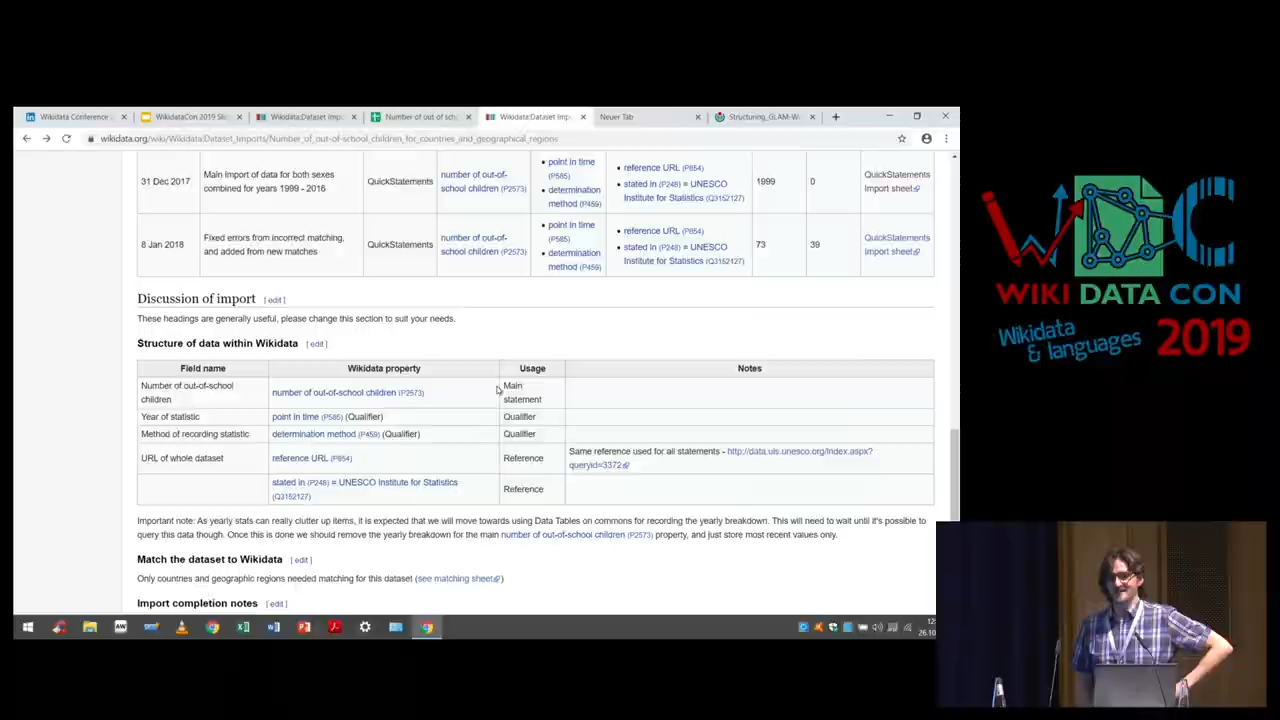 Wikidata Conference
WikidataCon 2019 Sli
Wikidata:Dataset Imp
Number of out of sch
Wikidata:Dataset Imp
Neuer Tab
Structuring_GLAM-Wi
wikidata.org/wiki/Wikidata:Dataset_Imports/Number_of_out-of-school_children_for_countries_and_geographical_regions
31 Dec 2017
Main import of data for both sexes
combined for years 1999 - 2016
QuickStatements
number of out-of-
school children (P2573)
• point in time
(P585)
• determination
method (P459)
• reference URL (P854)
• stated in (P248) = UNESCO
Institute for Statistics (Q3152127)
1999
0
QuickStatements
Import sheet
8 Jan 2018
Fixed errors from incorrect matching,
and added from new matches
QuickStatements
number of out-of-
school children (P2573)
• point in time
(P585)
• determination
method (P459)
• reference URL (P854)
• stated in (P248) = UNESCO
Institute for Statistics (Q3152127)
73
39
QuickStatements
Import sheet
Discussion of import [ edit ]
These headings are generally useful, please change this section to suit your needs.
Structure of data within Wikidata [ edit ]
Field name Wikidata property Usage Notes
Number of out-of-school
children
number of out-of-school children (P2573)
Main
statement
Year of statistic point in time (P585) (Qualifier) Qualifier
Method of recording statistic determination method (P459) (Qualifier) Qualifier
URL of whole dataset reference URL (P854) Reference
Same reference used for all statements - http://data.uis.unesco.org/Index.aspx?
queryid=3372
stated in (P248) = UNESCO Institute for Statistics
(Q3152127)
Reference
Important note: As yearly stats can really clutter up items, it is expected that we will move towards using Data Tables on commons for recording the yearly breakdown. This will need to wait until it's possible to
query this data though. Once this is done we should remove the yearly breakdown for the main number of out-of-school children (P2573) property, and just store most recent values only.
Match the dataset to Wikidata [ edit ]
Only countries and geographic regions needed matching for this dataset (see matching sheet)
Import completion notes [ edit ]
WIKI DATA CON
Wikidata
& languages
2019